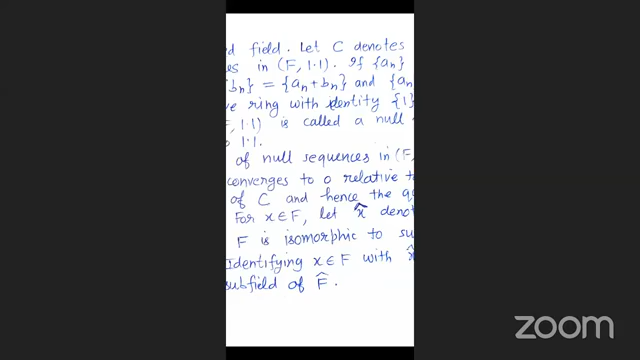 d field. Let C denotes
es in (F, |·|). If {an}
bn} = {an+bn} and {an
ve ring with identity {1}
F, |·|) is called a null
o |·|.
of null sequences in (F,
converges to 0 relative t
of C and hence the q
For x ∈ F, let x̂ denot
F is isomorphic to su
Identifying x ∈ F with x̂
subfield of F̂.
zoom